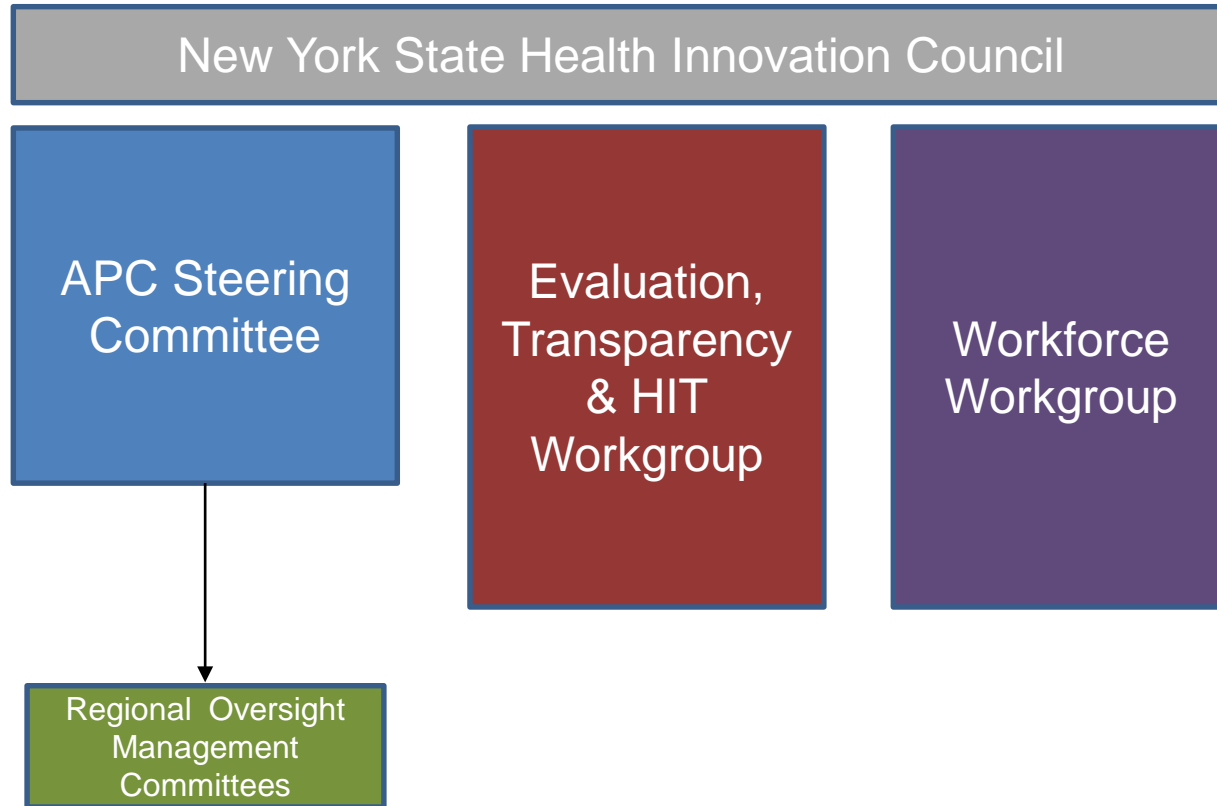 New York State Health Innovation Council
APC Steering
Committee
Evaluation,
Transparency
& HIT
Workgroup
Workforce
Workgroup
Regional Oversight
Management
Committees